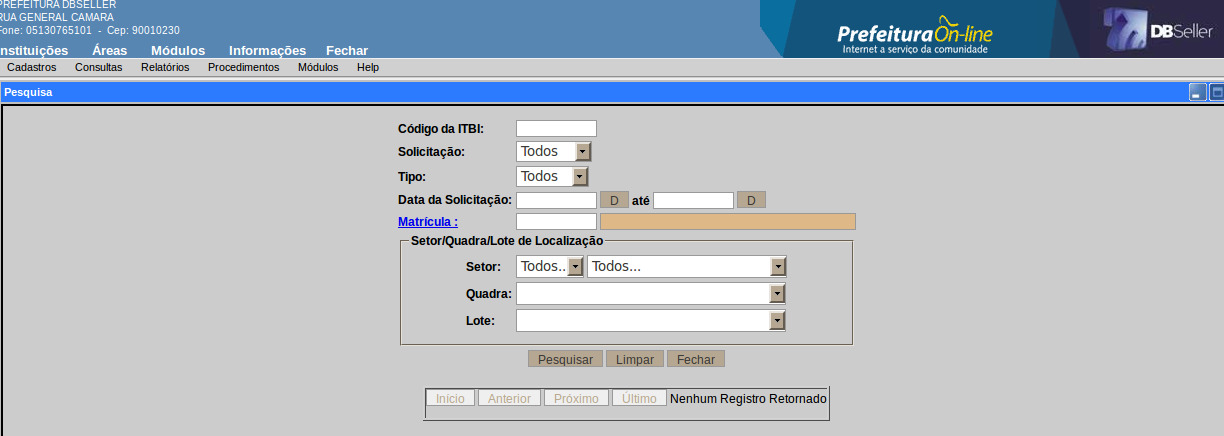 PREFEITURA DBSELLER
RUA GENERAL CAMARA
Fone: 05130765101 - Cep: 90010230
PrefeituraOn-line
Internet a serviço da comunidade
DBSeller
nstituições Áreas Módulos Informações Fechar
Cadastros Consultas Relatórios Procedimentos Módulos Help
Pesquisa
Código da ITBI:
Solicitação: Todos
Tipo: Todos
Data da Solicitação: D até D
Matrícula :
Setor/Quadra/Lote de Localização
Setor: Todos.. Todos...
Quadra:
Lote:
Pesquisar Limpar Fechar
Início Anterior Próximo Último Nenhum Registro Retornado